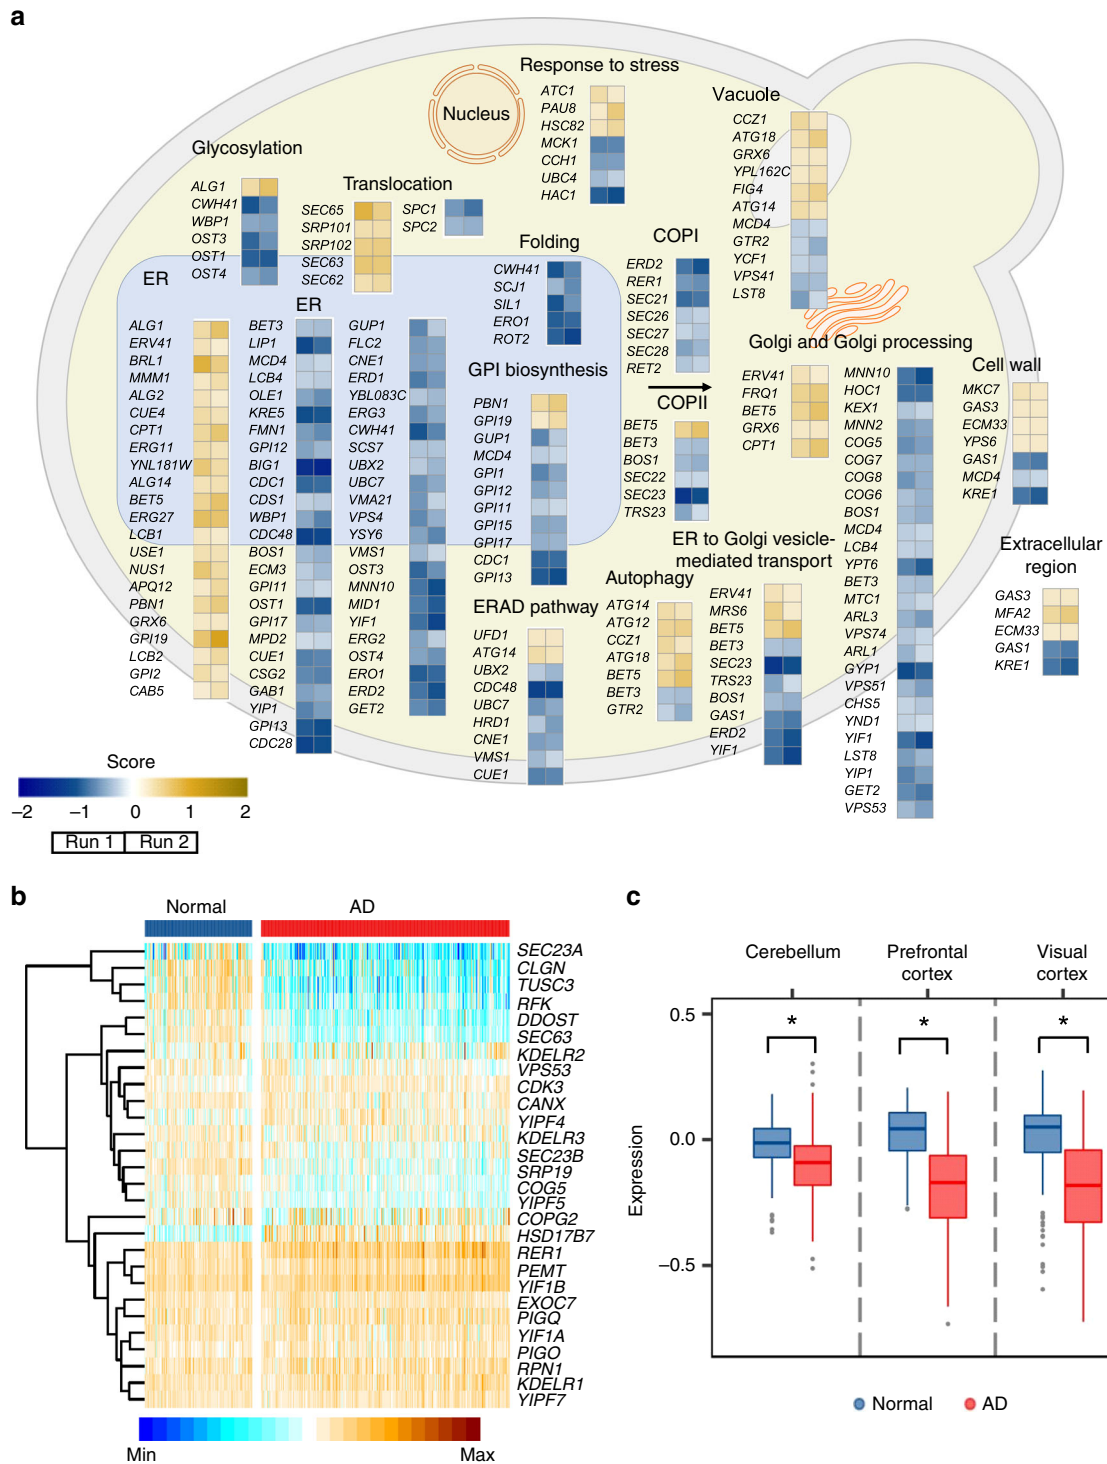 a
Response to stress
ATC1
PAU8
HSC82
MCK1
CCH1
UBC4
HAC1
Nucleus
Vacuole
CCZ1
ATG18
GRX6
YPL162C
FIG4
ATG14
MCD4
GTR2
YCF1
VPS41
LST8
Glycosylation
ALG1
CWH41
WBP1
OST3
OST1
OST4
Translocation
SEC65
SRP101
SRP102
SEC63
SEC62
SPC1
SPC2
Folding
CWH41
SCJ1
SIL1
ERO1
ROT2
COPI
ERD2
RER1
SEC21
SEC26
SEC27
SEC28
RET2
ER
ER
ALG1
ERV41
BRL1
MMM1
ALG2
CUE4
CPT1
ERG11
YNL181W
ALG14
BET5
ERG27
LCB1
USE1
NUS1
APQ12
PBN1
GRX6
GPI19
LCB2
GPI2
CAB5
BET3
LIP1
MCD4
LCB4
OLE1
KRE5
FMN1
GPI12
BIG1
CDC1
CDS1
WBP1
CDC48
BOS1
ECM3
GPI11
OST1
GPI17
MPD2
CUE1
CSG2
GAB1
YIP1
GPI13
CDC28
GUP1
FLC2
CNE1
ERD1
YBL083C
ERG3
CWH41
SCS7
UBX2
UBC7
VMA21
VPS4
YSY6
VMS1
OST3
MNN10
MID1
YIF1
ERG2
OST4
ERO1
ERD2
GET2
GPI biosynthesis
PBN1
GPI19
GUP1
MCD4
GPI1
GPI12
GPI11
GPI15
GPI17
CDC1
GPI13
COPII
BET5
BET3
BOS1
SEC22
SEC23
TRS23
Golgi and Golgi processing
ERV41
FRQ1
BET5
GRX6
CPT1
MNN10
HOC1
KEX1
MNN2
COG5
COG7
COG8
COG6
BOS1
MCD4
LCB4
YPT6
BET3
MTC1
ARL3
VPS74
ARL1
GYP1
VPS51
CHS5
YND1
YIF1
LST8
YIP1
GET2
VPS53
Cell wall
MKC7
GAS3
ECM33
YPS6
GAS1
MCD4
KRE1
Extracellular
region
GAS3
MFA2
ECM33
GAS1
KRE1
ER to Golgi vesicle-
mediated transport
ERV41
MRS6
BET5
BET3
SEC23
TRS23
BOS1
GAS1
ERD2
YIF1
Autophagy
ATG14
ATG12
CCZ1
ATG18
BET5
BET3
GTR2
ERAD pathway
UFD1
ATG14
UBX2
CDC48
UBC7
HRD1
CNE1
VMS1
CUE1
Score
−2 −1 0 1 2
Run 1 Run 2
b
Normal AD
SEC23A
CLGN
TUSC3
RFK
DDOST
SEC63
KDELR2
VPS53
CDK3
CANX
YIPF4
KDELR3
SEC23B
SRP19
COG5
YIPF5
COPG2
HSD17B7
RER1
PEMT
YIF1B
EXOC7
PIGQ
YIF1A
PIGO
RPN1
KDELR1
YIPF7
Min Max
c
Cerebellum
Prefrontal
cortex
Visual
cortex
* * *
0.5
0.0
−0.5
Expression
Normal AD